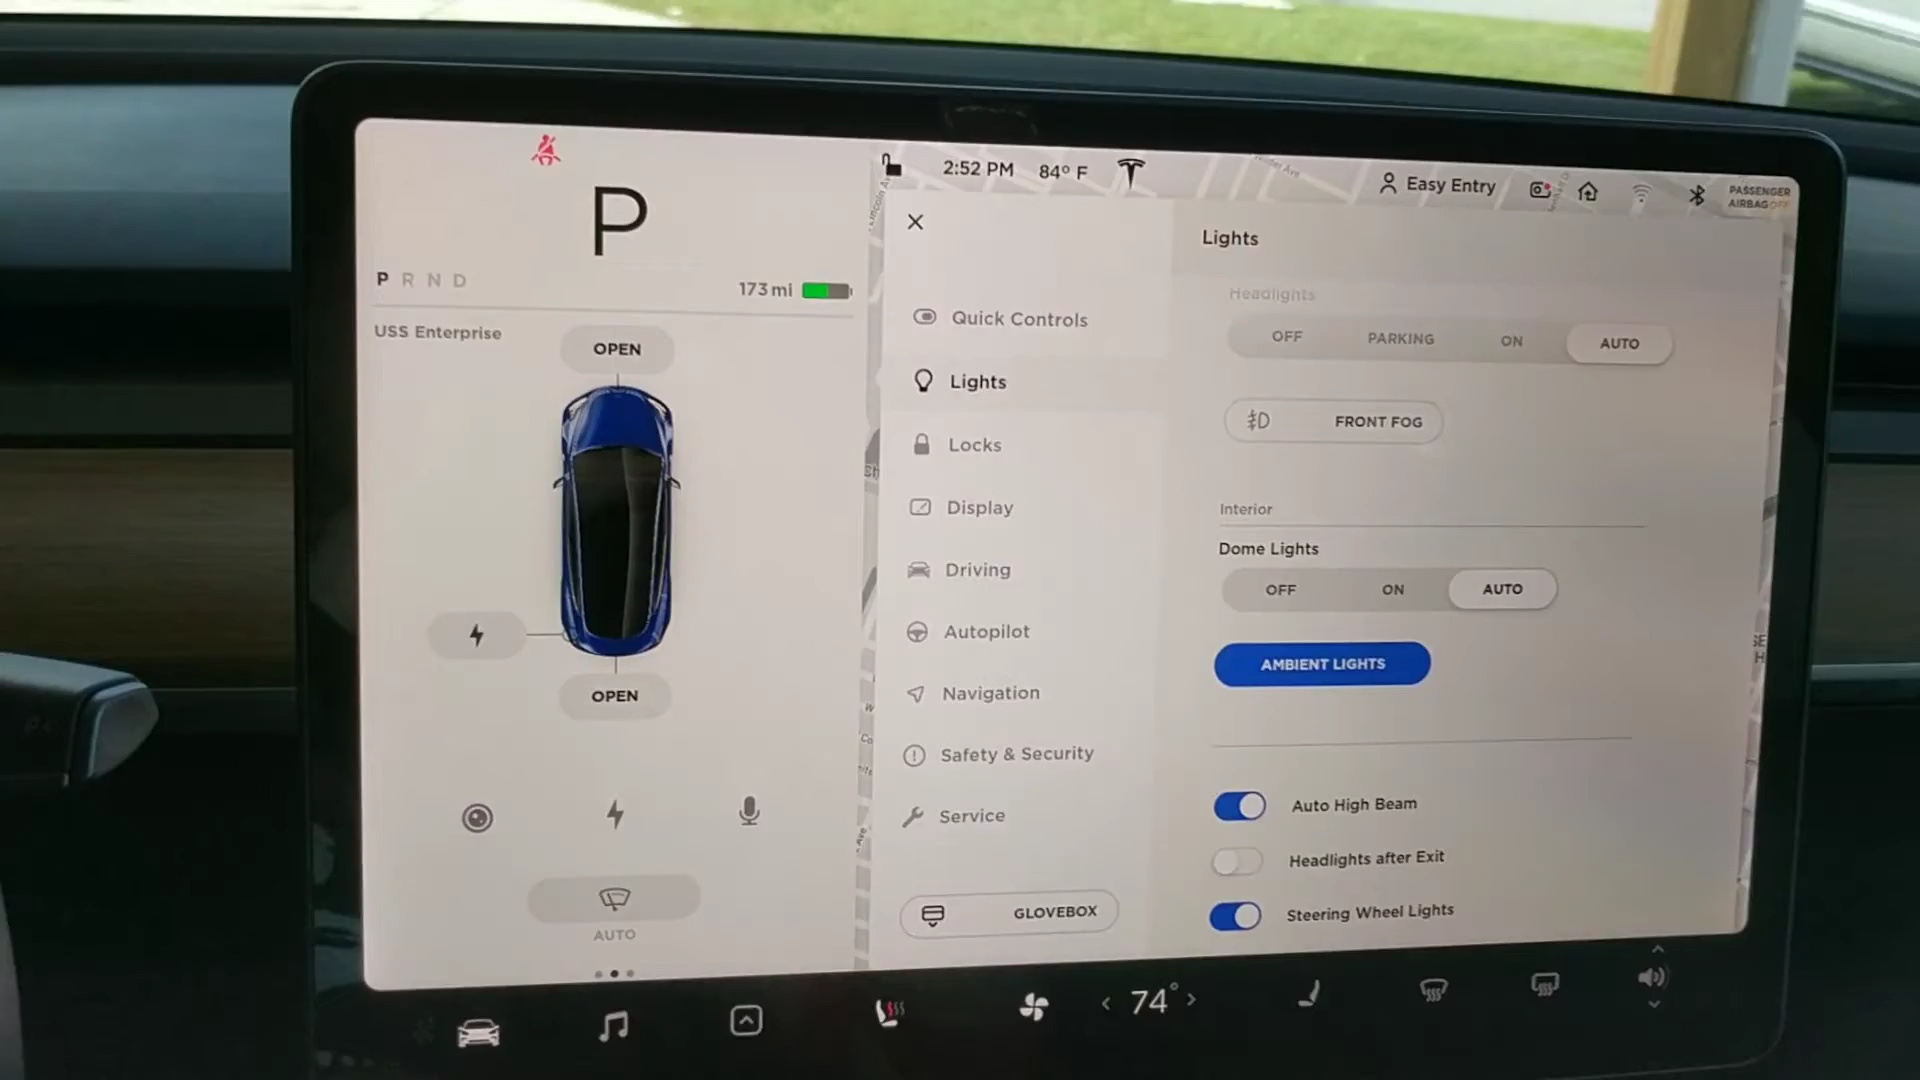 P
P R N D
173 mi
USS Enterprise
OPEN
OPEN
AUTO
2:52 PM 84° F
Easy Entry
PASSENGER
AIRBAG OFF
Lights
Quick Controls
Lights
Locks
Display
Driving
Autopilot
Navigation
Safety & Security
Service
GLOVEBOX
Headlights
OFF PARKING ON AUTO
FRONT FOG
Interior
Dome Lights
OFF ON AUTO
AMBIENT LIGHTS
Auto High Beam
Headlights after Exit
Steering Wheel Lights
74°